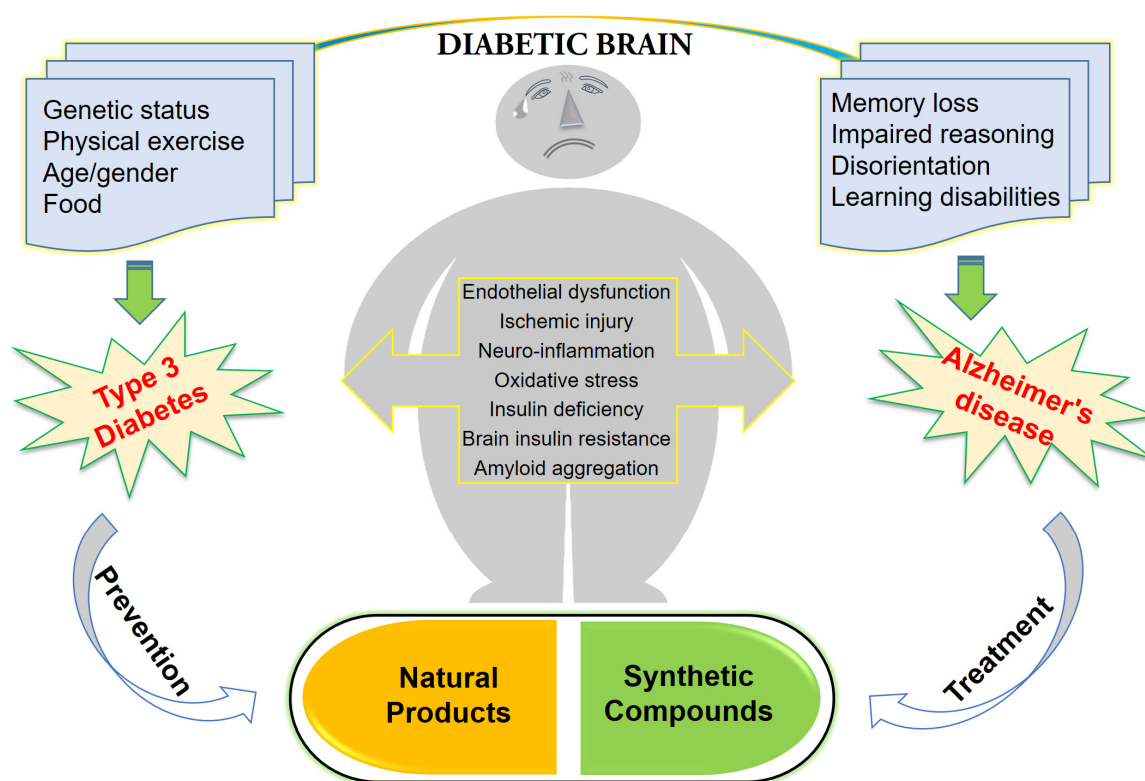 DIABETIC BRAIN
Genetic status
Physical exercise
Age/gender
Food
Memory loss
Impaired reasoning
Disorientation
Learning disabilities
Endothelial dysfunction
Ischemic injury
Neuro-inflammation
Oxidative stress
Insulin deficiency
Brain insulin resistance
Amyloid aggregation
Type 3
Diabetes
Alzheimer's
disease
Prevention
Treatment
Natural
Products
Synthetic
Compounds